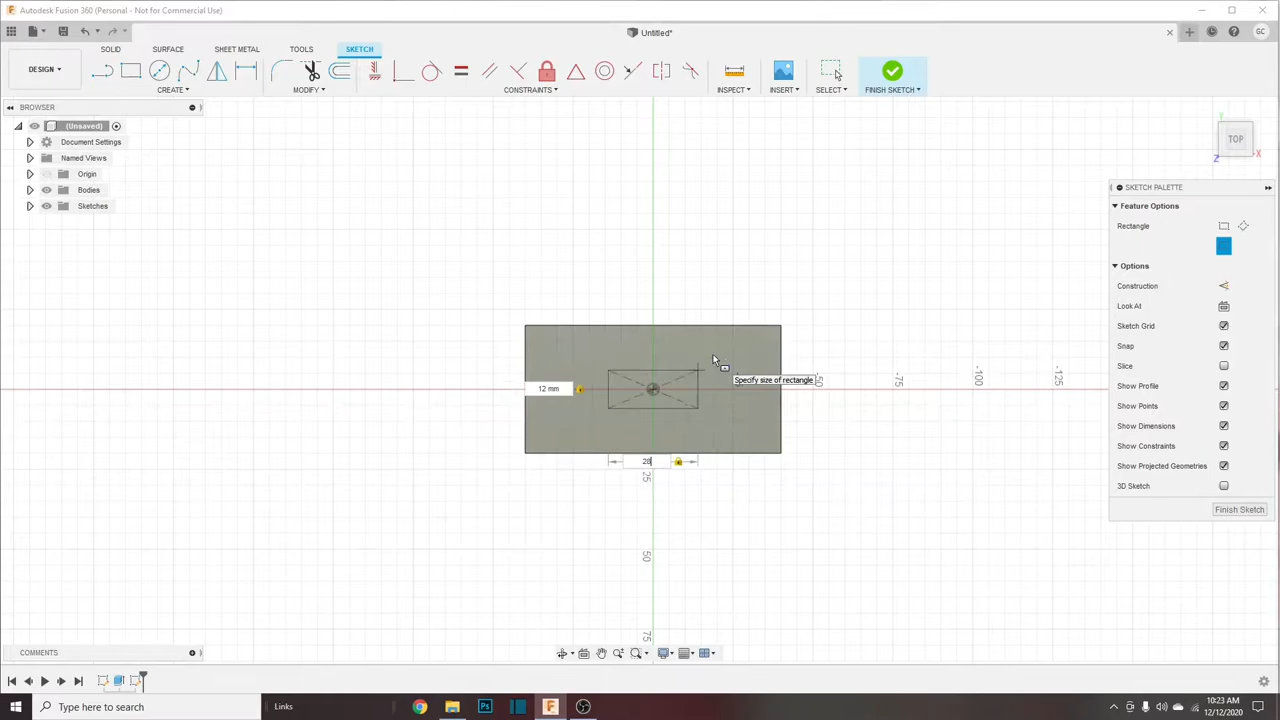 Autodesk Fusion 360 (Personal - Not for Commercial Use)
Untitled*
GC
DESIGN
SOLID SURFACE SHEET METAL TOOLS SKETCH
CREATE MODIFY CONSTRAINTS INSPECT INSERT SELECT FINISH SKETCH
BROWSER
(Unsaved)
Document Settings
Named Views
Origin
Bodies
Sketches
Y
TOP
Z X
SKETCH PALETTE
Feature Options
Rectangle
Options
Construction
Look At
Sketch Grid
Snap
Slice
Show Profile
Show Points
Show Dimensions
Show Constraints
Show Projected Geometries
3D Sketch
Finish Sketch
Specify size of rectangle
12 mm
-50 -75 -100 -125
28
25
50
75
COMMENTS
Type here to search
Links
10:23 AM
12/12/2020